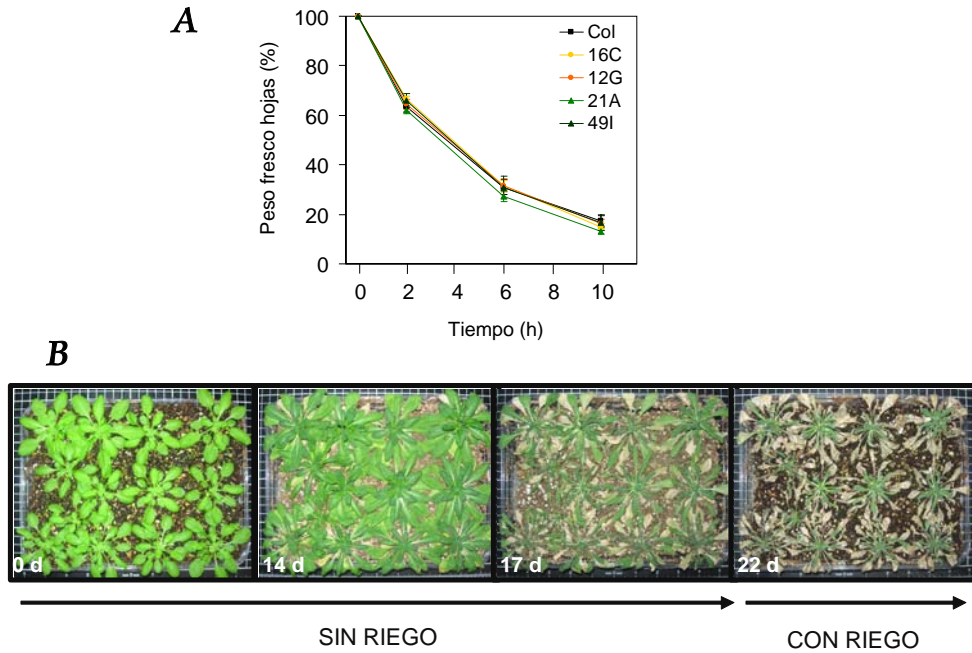 A
Peso fresco hojas (%)
100
80
60
40
20
0
0 2 4 6 8 10
Tiempo (h)
Col
16C
12G
21A
49I
B
0 d
14 d
17 d
22 d
SIN RIEGO
CON RIEGO